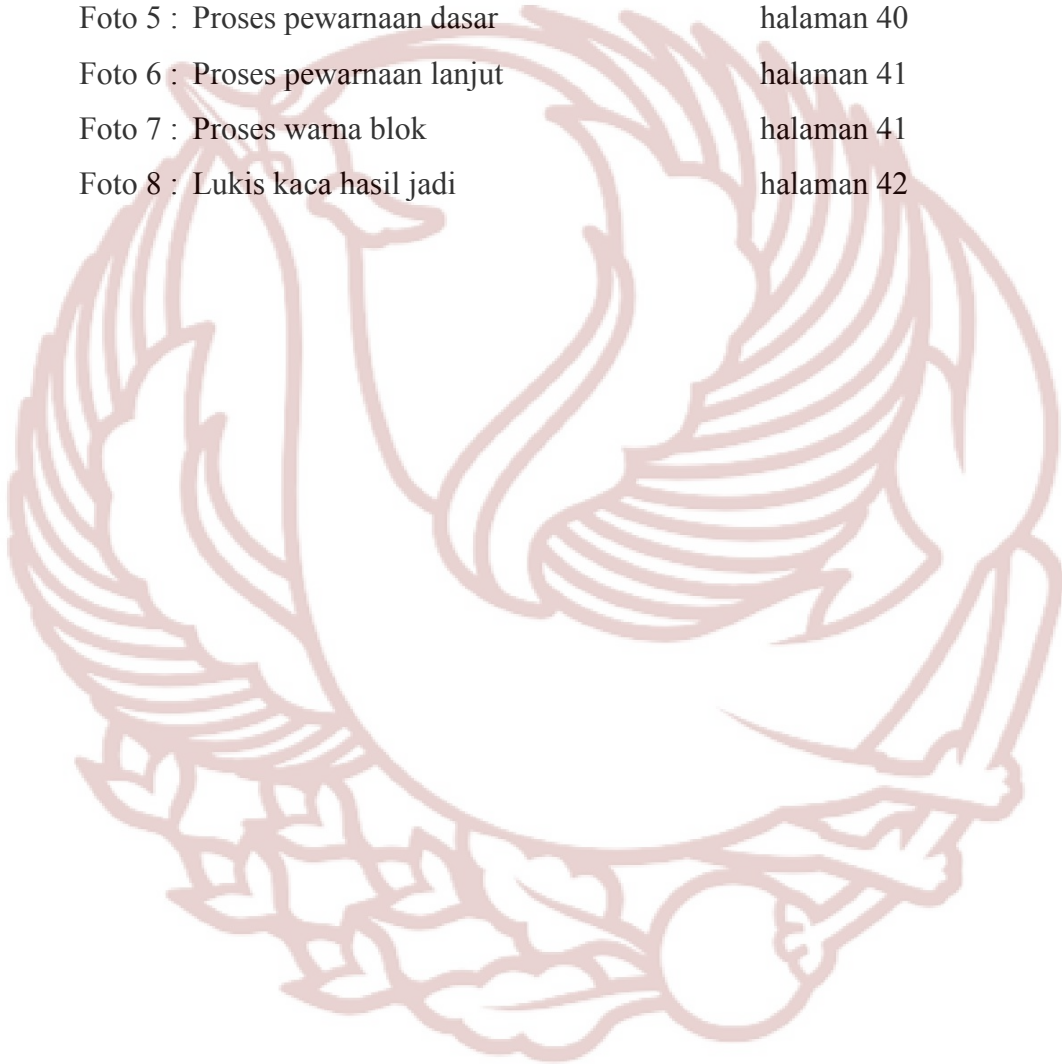 Foto 5 : Proses pewarnaan dasar halaman 40
Foto 6 : Proses pewarnaan lanjut halaman 41
Foto 7 : Proses warna blok halaman 41
Foto 8 : Lukis kaca hasil jadi halaman 42